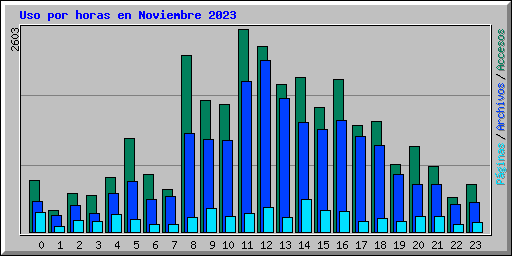 Uso por horas en Noviembre 2023
2603
Páginas / Archivos / Accesos
0 1 2 3 4 5 6 7 8 9 10 11 12 13 14 15 16 17 18 19 20 21 22 23